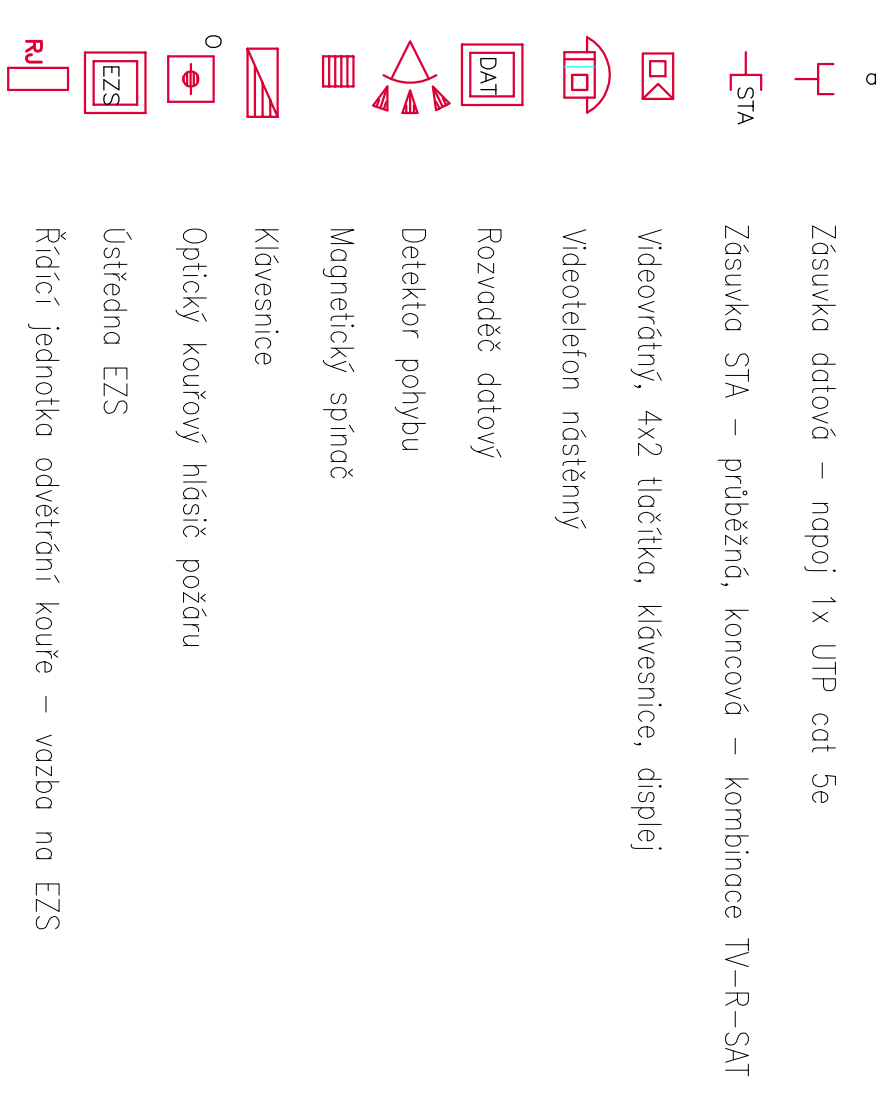 Zásuvka datová – napoj 1x UTP cat 5e
STA
Zásuvka STA – průběžná, koncová – kombinace TV–R–SAT
Videovrátný, 4x2 tlačítka, klávesnice, displej
Videotelefon nástěnný
DAT
Rozvaděč datový
Detektor pohybu
Magnetický spínač
Klávesnice
O
Optický kouřový hlásič požáru
EZS
Ústředna EZS
RJ
Řídící jednotka odvětrání kouře – vazba na EZS